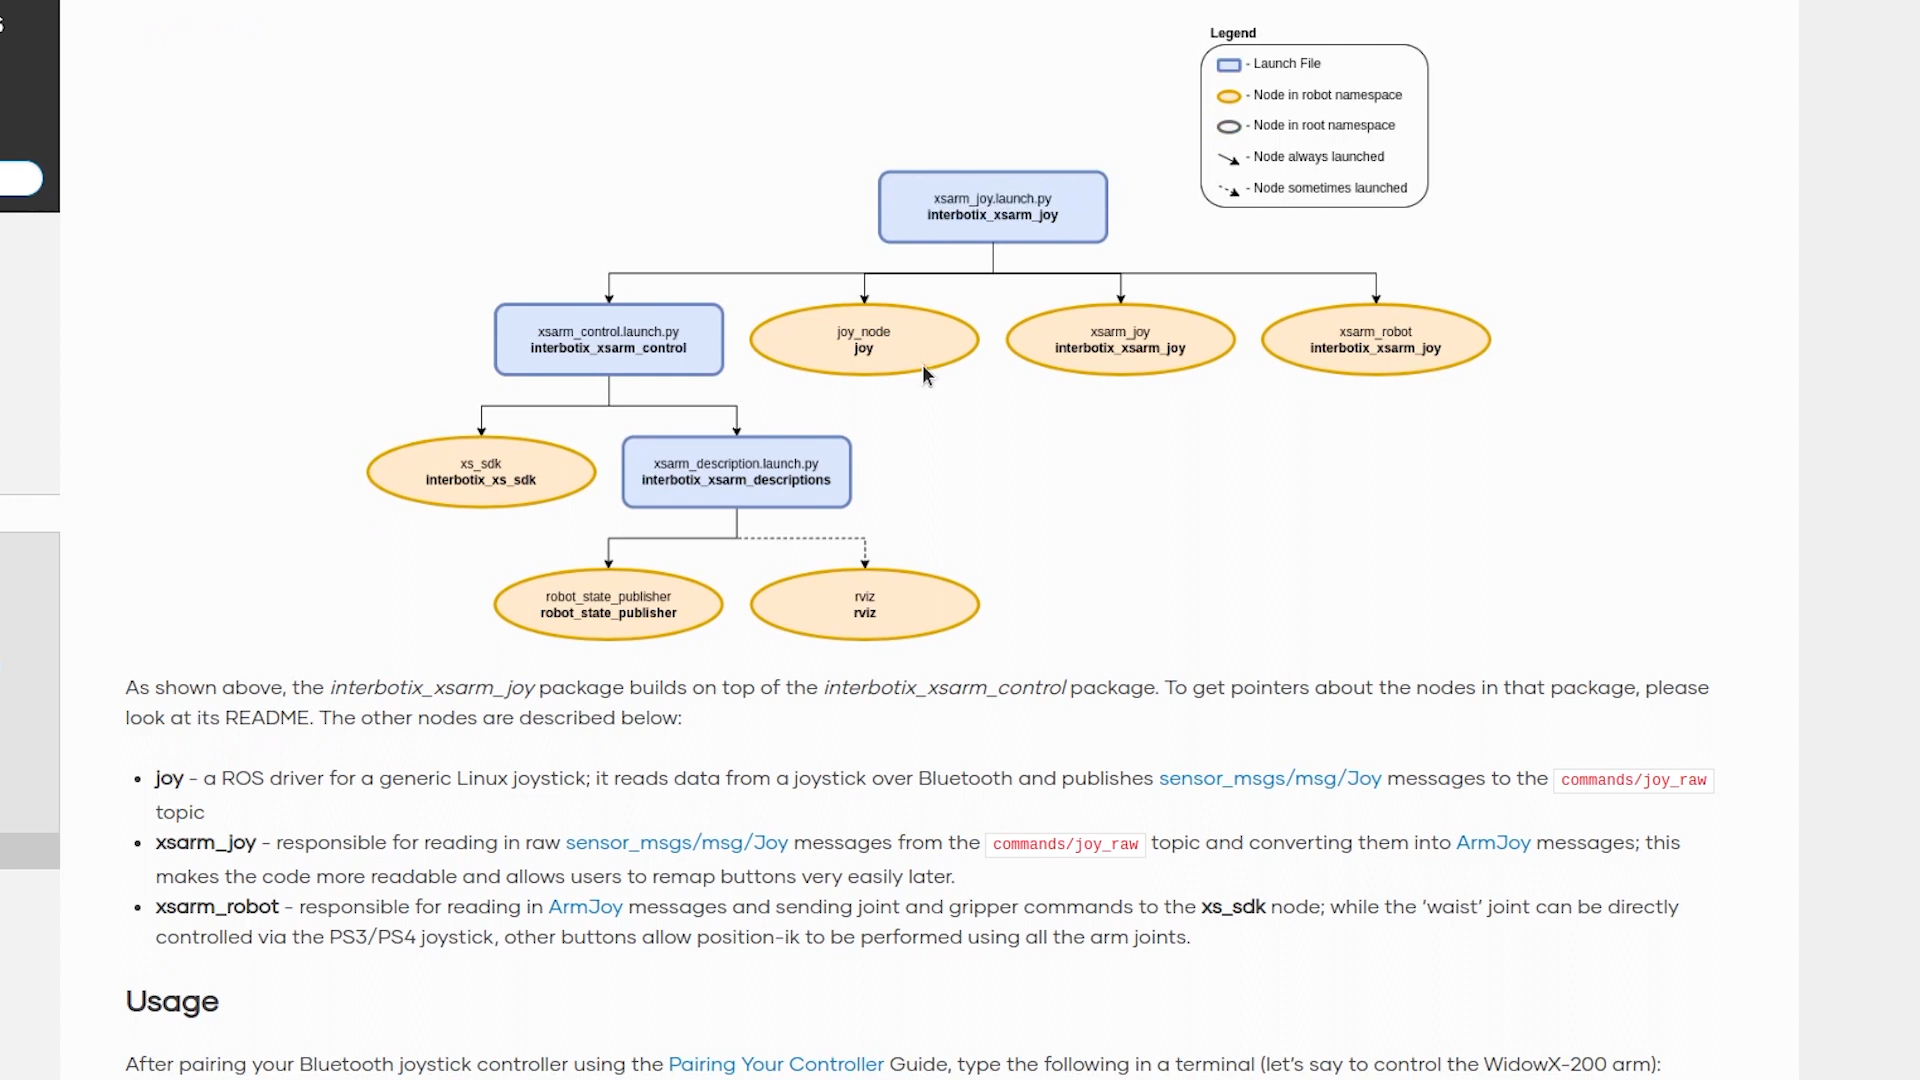 Legend
- Launch File
- Node in robot namespace
- Node in root namespace
- Node always launched
- Node sometimes launched
xsarm_joy.launch.py
interbotix_xsarm_joy
xsarm_control.launch.py
interbotix_xsarm_control
joy_node
joy
xsarm_joy
interbotix_xsarm_joy
xsarm_robot
interbotix_xsarm_joy
xs_sdk
interbotix_xs_sdk
xsarm_description.launch.py
interbotix_xsarm_descriptions
robot_state_publisher
robot_state_publisher
rviz
rviz
As shown above, the interbotix_xsarm_joy package builds on top of the interbotix_xsarm_control package. To get pointers about the nodes in that package, please
look at its README. The other nodes are described below:
• joy - a ROS driver for a generic Linux joystick; it reads data from a joystick over Bluetooth and publishes sensor_msgs/msg/Joy messages to the commands/joy_raw
topic
• xsarm_joy - responsible for reading in raw sensor_msgs/msg/Joy messages from the commands/joy_raw topic and converting them into ArmJoy messages; this
makes the code more readable and allows users to remap buttons very easily later.
• xsarm_robot - responsible for reading in ArmJoy messages and sending joint and gripper commands to the xs_sdk node; while the ‘waist’ joint can be directly
controlled via the PS3/PS4 joystick, other buttons allow position-ik to be performed using all the arm joints.
Usage
After pairing your Bluetooth joystick controller using the Pairing Your Controller Guide, type the following in a terminal (let’s say to control the WidowX-200 arm):